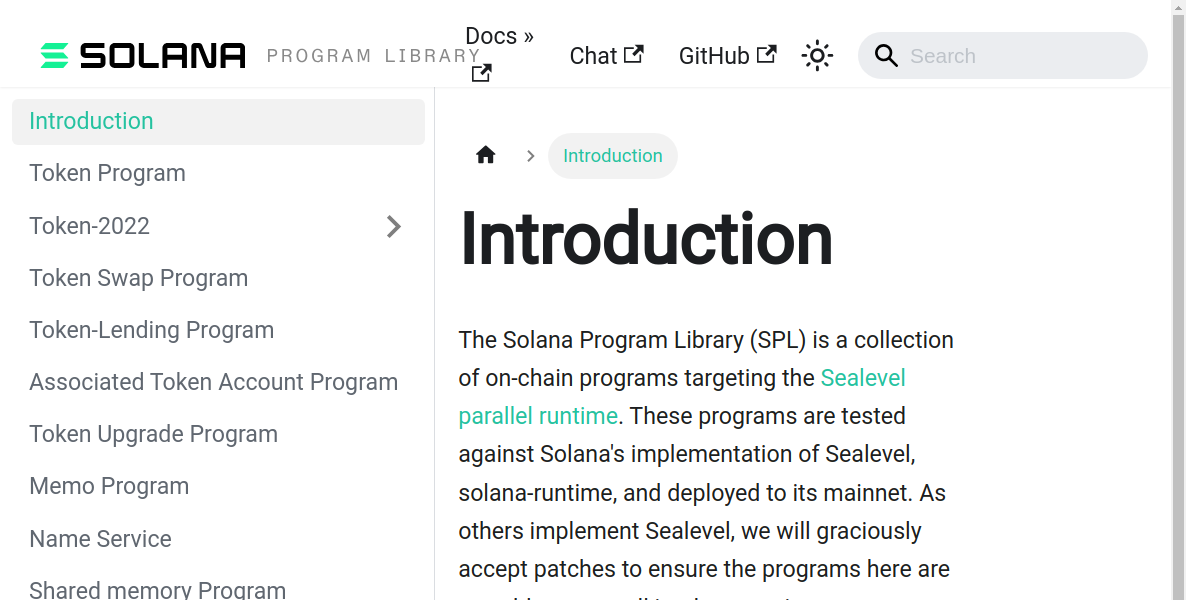 SOLANA PROGRAM LIBRARY
Docs »
Chat
GitHub
Search
Introduction
Token Program
Token-2022
Token Swap Program
Token-Lending Program
Associated Token Account Program
Token Upgrade Program
Memo Program
Name Service
Shared memory Program
Introduction
Introduction
The Solana Program Library (SPL) is a collection
of on-chain programs targeting the Sealevel
parallel runtime. These programs are tested
against Solana's implementation of Sealevel,
solana-runtime, and deployed to its mainnet. As
others implement Sealevel, we will graciously
accept patches to ensure the programs here are